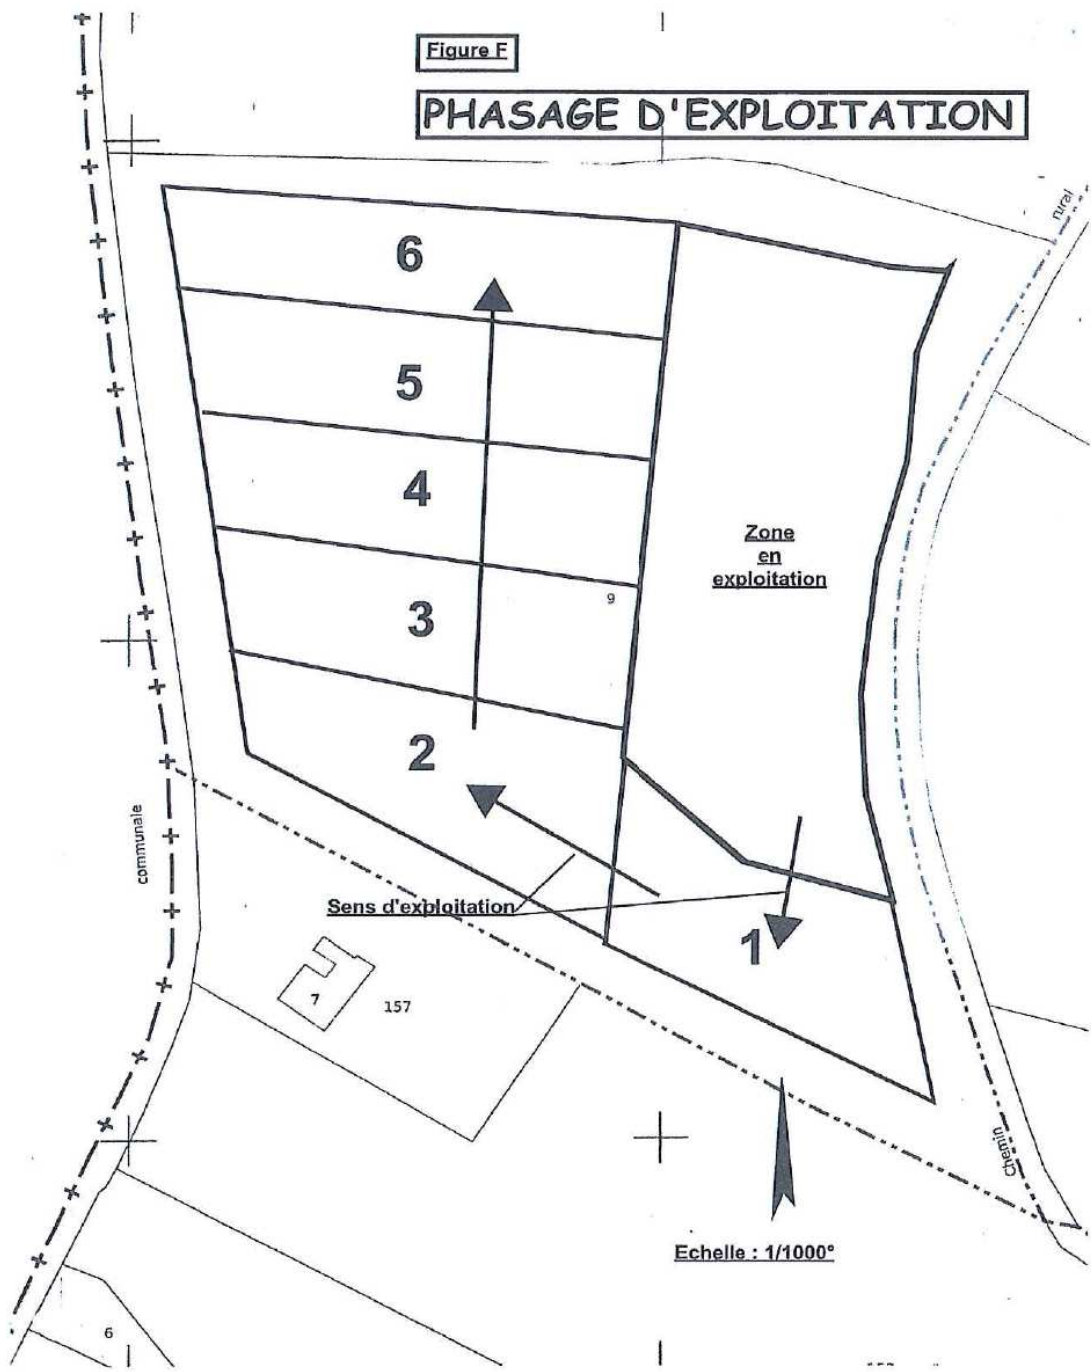 Figure F
PHASAGE D'EXPLOITATION
rural
6
5
4
Zone
en
exploitation
9
3
2
communale
Sens d'exploitation
1
7
157
Chemin
Echelle : 1/1000°
6